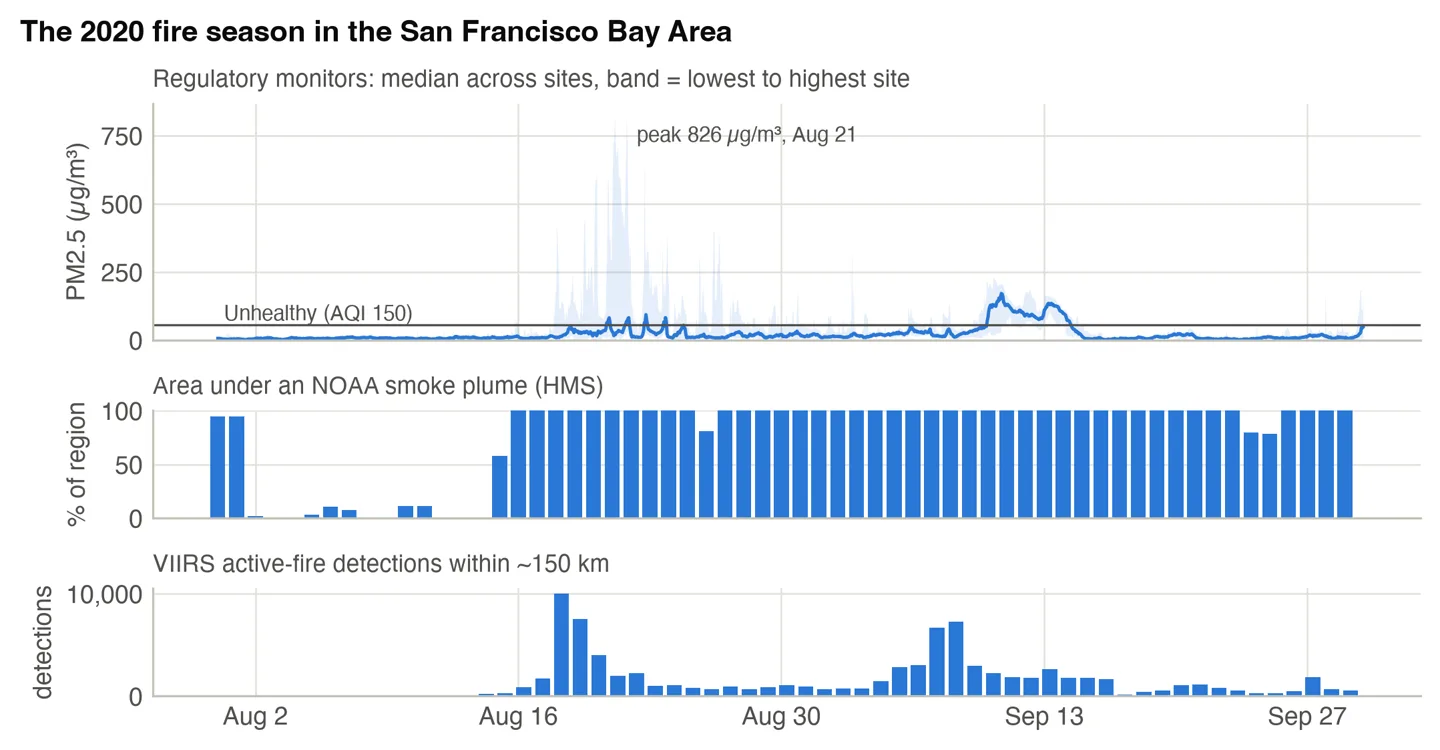 The 2020 fire season in the San Francisco Bay Area
Regulatory monitors: median across sites, band = lowest to highest site
PM2.5 (µg/m³)
750
500
250
0
peak 826 µg/m³, Aug 21
Unhealthy (AQI 150)
Area under an NOAA smoke plume (HMS)
% of region
100
50
0
VIIRS active-fire detections within ~150 km
detections
10,000
0
Aug 2
Aug 16
Aug 30
Sep 13
Sep 27